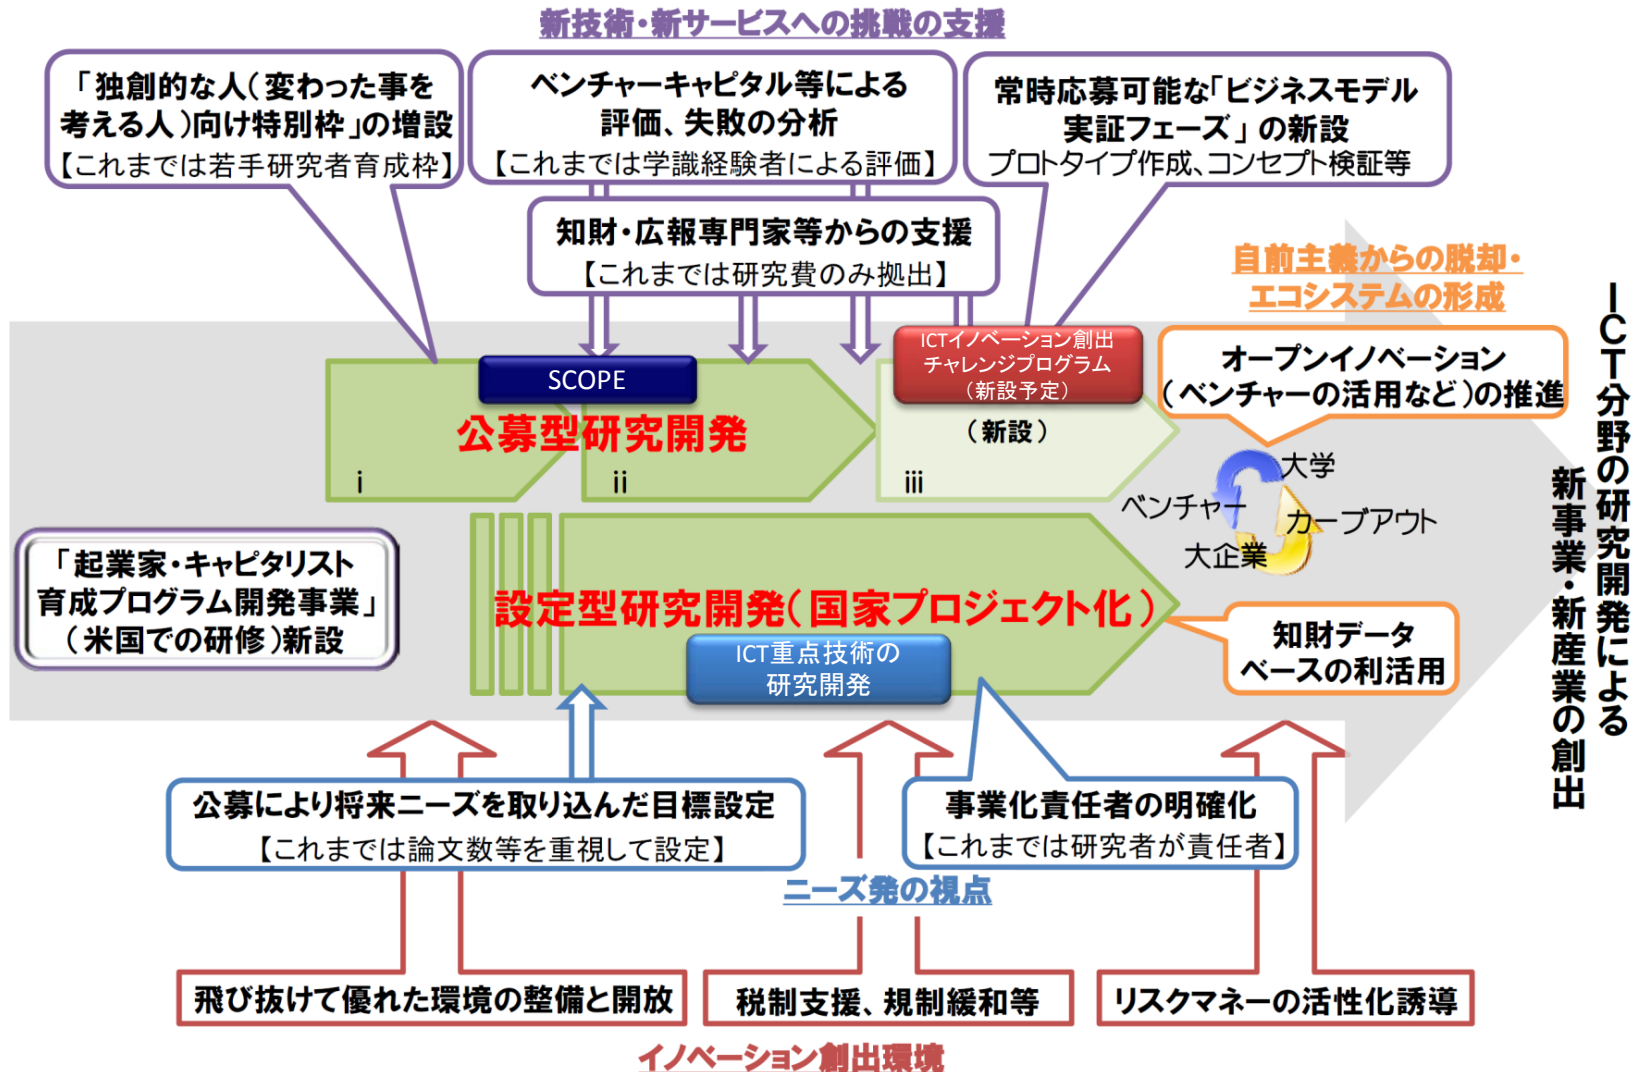 新技術・新サービスへの挑戦の支援
「独創的な人（変わった事を
考える人）向け特別枠」の増設
【これまでは若手研究者育成枠】
ベンチャーキャピタル等による
評価、失敗の分析
【これまでは学識経験者による評価】
常時応募可能な「ビジネスモデル
実証フェーズ」の新設
プロトタイプ作成、コンセプト検証等
知財・広報専門家等からの支援
【これまでは研究費のみ拠出】
自前主義からの脱却・
エコシステムの形成
ICT分野の研究開発による
新事業・新産業の創出
SCOPE
公募型研究開発
i
ii
iii
ICTイノベーション創出
チャレンジプログラム
（新設予定）
（新設）
オープンイノベーション
（ベンチャーの活用など）の推進
大学
ベンチャー
カーブアウト
大企業
「起業家・キャピタリスト
育成プログラム開発事業」
（米国での研修）新設
設定型研究開発（国家プロジェクト化）
ICT重点技術の
研究開発
知財データ
ベースの利活用
公募により将来ニーズを取り込んだ目標設定
【これまでは論文数等を重視して設定】
事業化責任者の明確化
【これまでは研究者が責任者】
ニーズ発の視点
飛び抜けて優れた環境の整備と開放
税制支援、規制緩和等
リスクマネーの活性化誘導
イノベーション創出環境